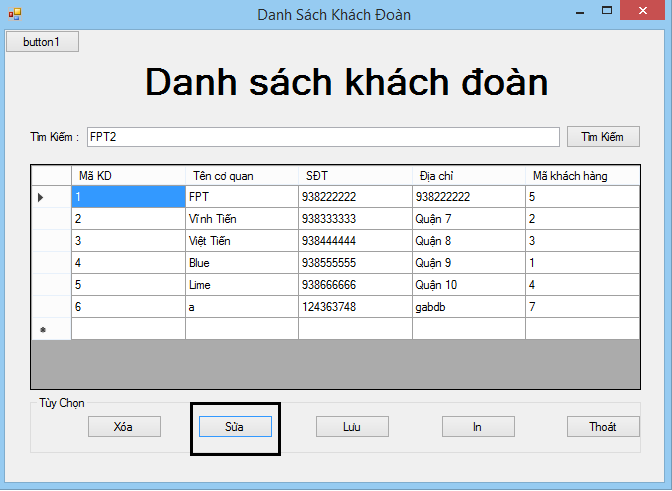 Danh Sách Khách Đoàn
button1
Danh sách khách đoàn
Tìm Kiếm : FPT2 Tìm Kiếm
Mã KD Tên cơ quan SĐT Địa chỉ Mã khách hàng
1 FPT 938222222 938222222 5
2 Vĩnh Tiến 938333333 Quận 7 2
3 Việt Tiến 938444444 Quận 8 3
4 Blue 938555555 Quận 9 1
5 Lime 938666666 Quận 10 4
6 a 124363748 gabdb 7
Tùy Chọn
Xóa Sửa Lưu In Thoát